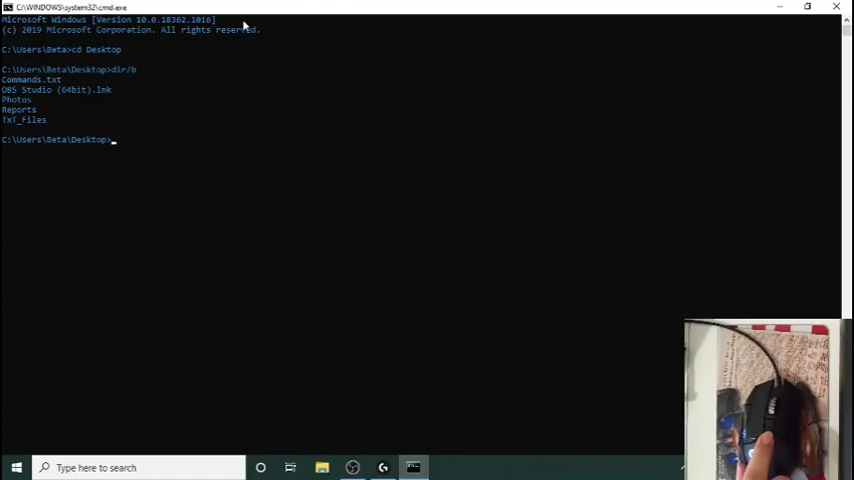 C:\WINDOWS\system32\cmd.exe
Microsoft Windows [Version 10.0.18362.1016]
(c) 2019 Microsoft Corporation. All rights reserved.
C:\Users\Beta>cd Desktop
C:\Users\Beta\Desktop>dir/b
Commands.txt
OBS Studio (64bit).lnk
Photos
Reports
TxT_Files
C:\Users\Beta\Desktop>
Type here to search